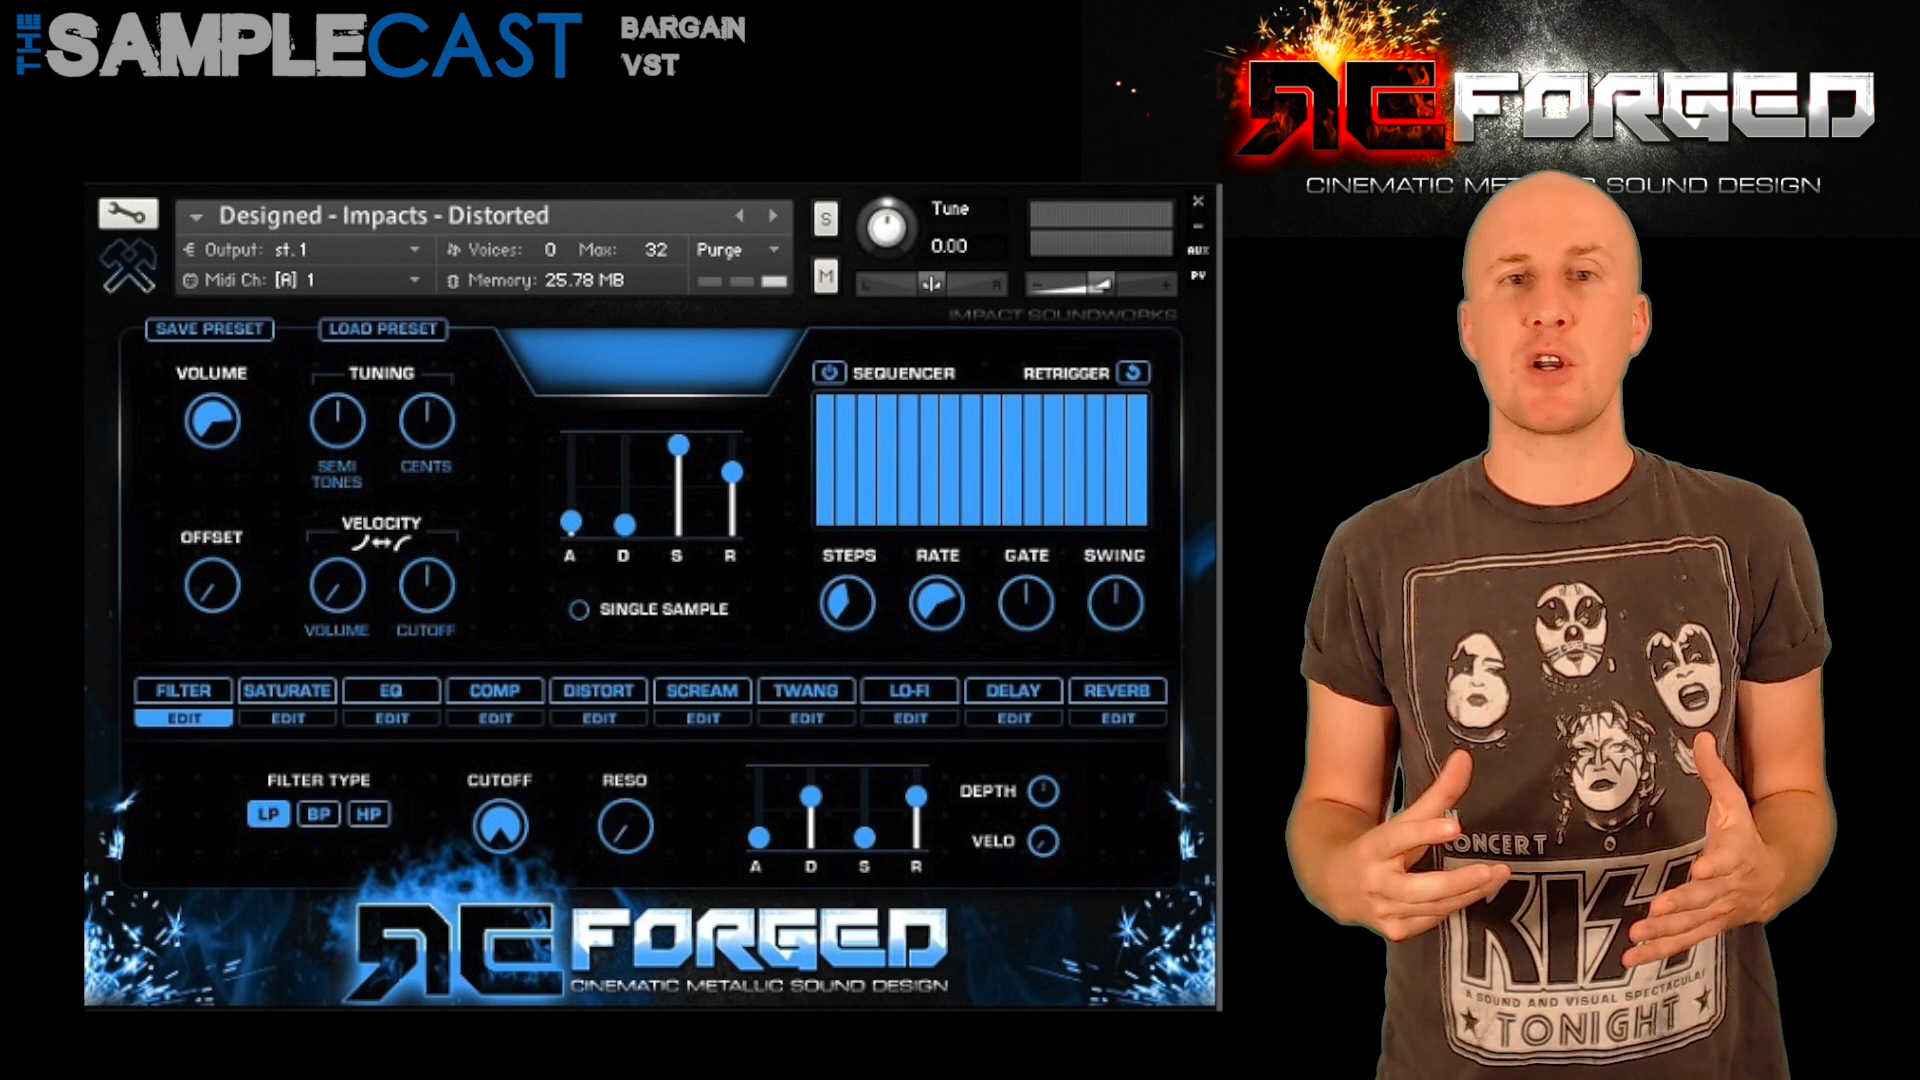 THE SAMPLECAST
BARGAIN
VST
RE FORGED
CINEMATIC METALLIC SOUND DESIGN
Designed - Impacts - Distorted
Output: st.1
Voices: 0 Max: 32
Purge
Midi Ch: [A] 1
Memory: 25.78 MB
S
M
Tune
0.00
L R
- +
×
-
AUX
PV
IMPACT SOUNDWORKS
SAVE PRESET
LOAD PRESET
VOLUME
TUNING
SEMI
TONES
CENTS
OFFSET
VELOCITY
VOLUME
CUTOFF
A D S R
SINGLE SAMPLE
SEQUENCER
RETRIGGER
STEPS RATE GATE SWING
FILTER SATURATE EQ COMP DISTORT SCREAM TWANG LO-FI DELAY REVERB
EDIT EDIT EDIT EDIT EDIT EDIT EDIT EDIT EDIT EDIT
FILTER TYPE
LP BP HP
CUTOFF
RESO
A D S R
DEPTH
VELO
RE FORGED
CINEMATIC METALLIC SOUND DESIGN
IN
CONCERT
KISS
A SOUND AND VISUAL SPECTACULAR
TONIGHT